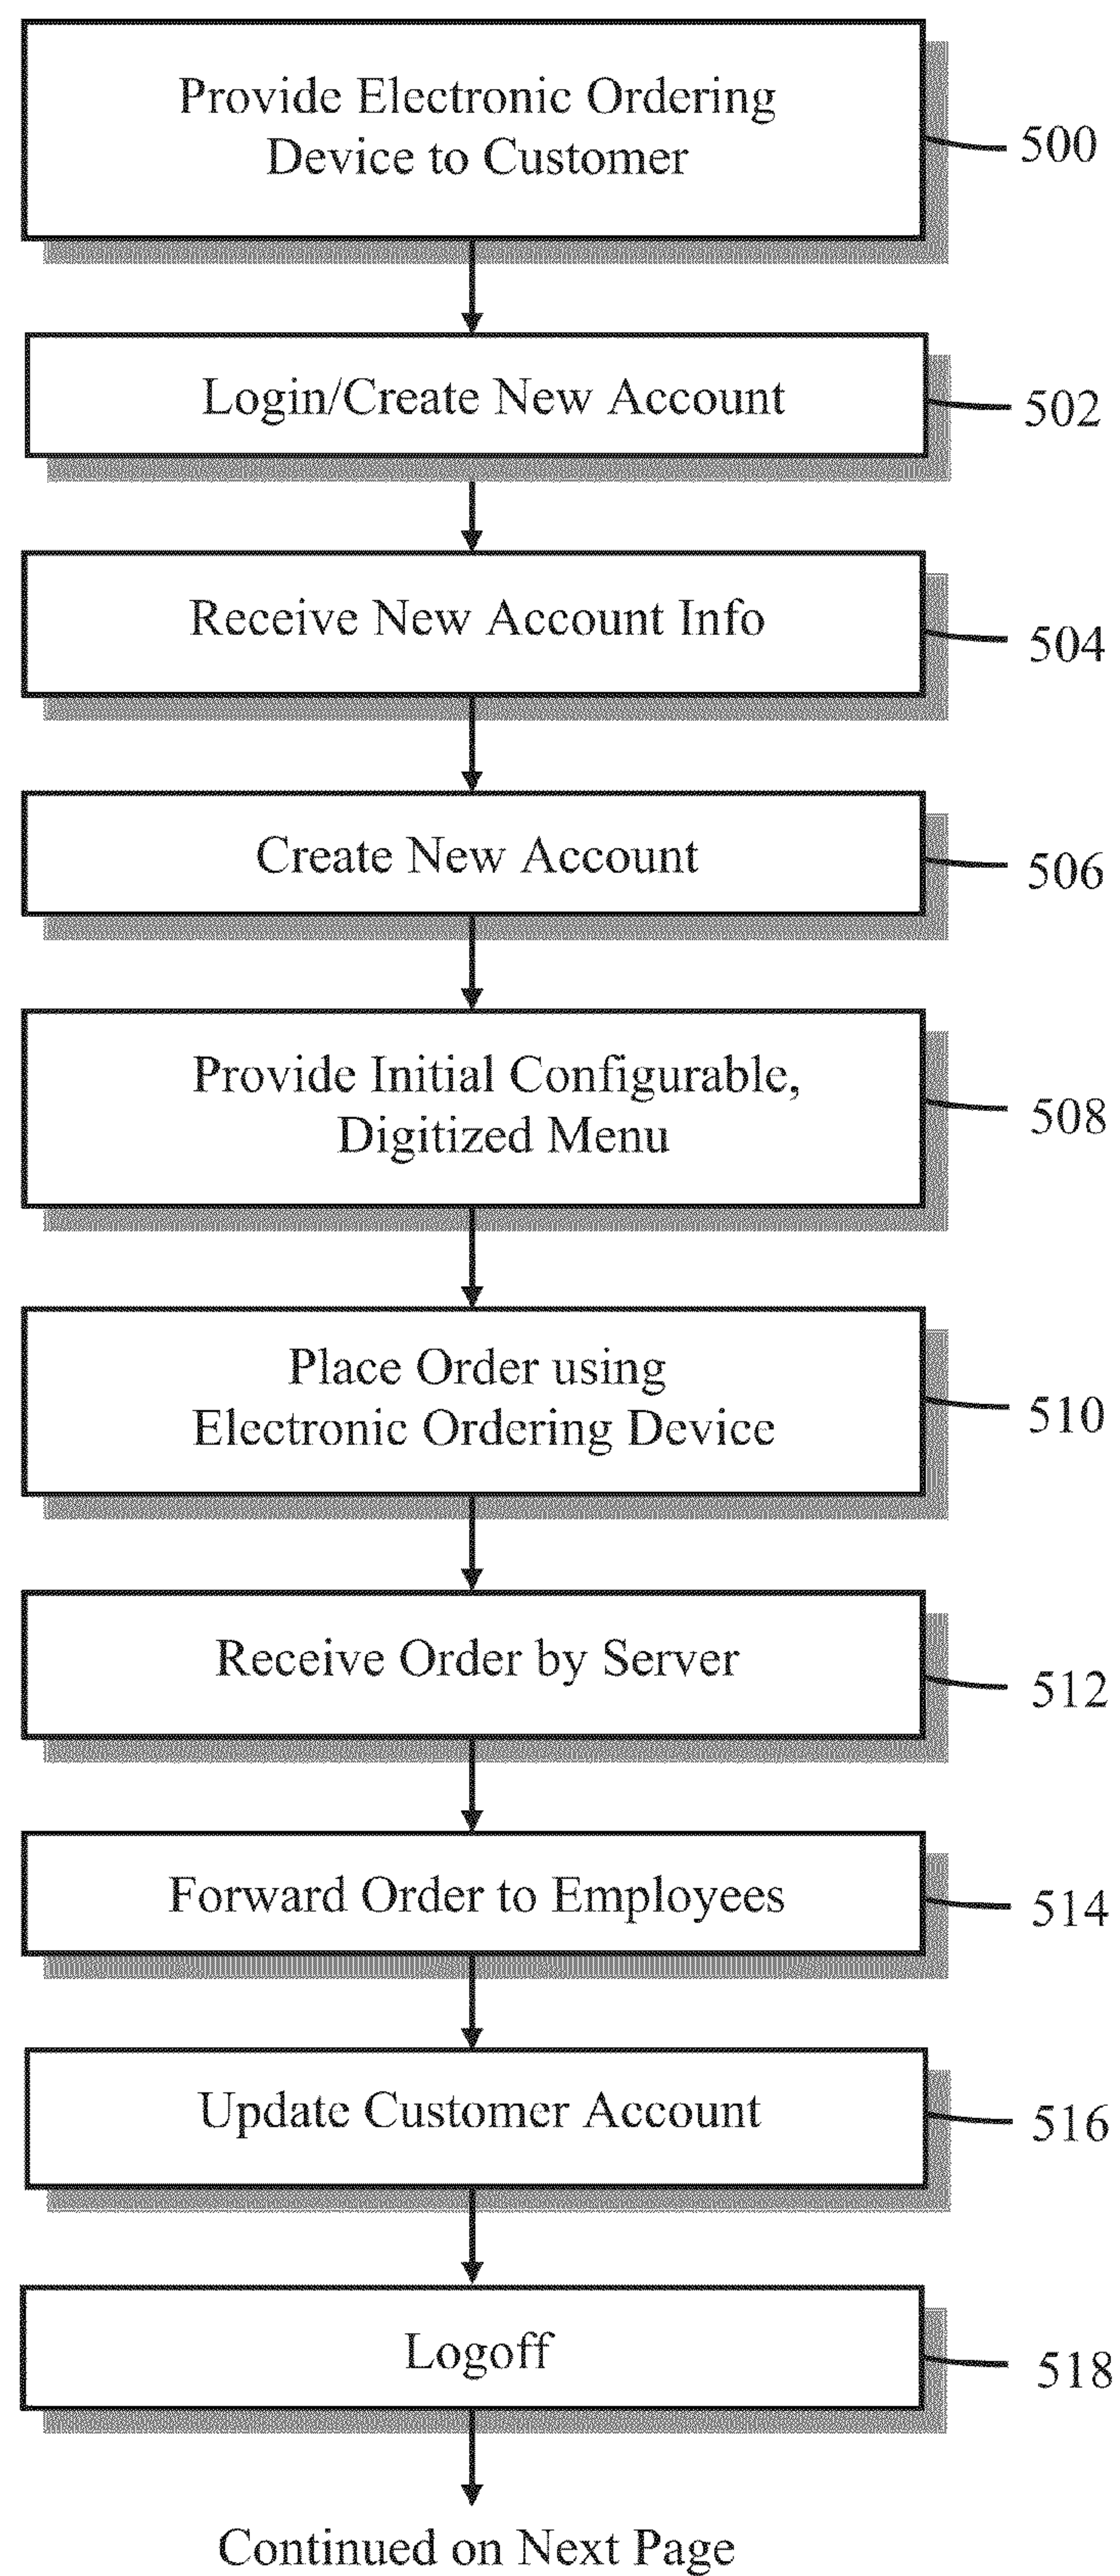 Provide Electronic Ordering
Device to Customer
500
Login/Create New Account
502
Receive New Account Info
504
Create New Account
506
Provide Initial Configurable,
Digitized Menu
508
Place Order using
Electronic Ordering Device
510
Receive Order by Server
512
Forward Order to Employees
514
Update Customer Account
516
Logoff
518
Continued on Next Page